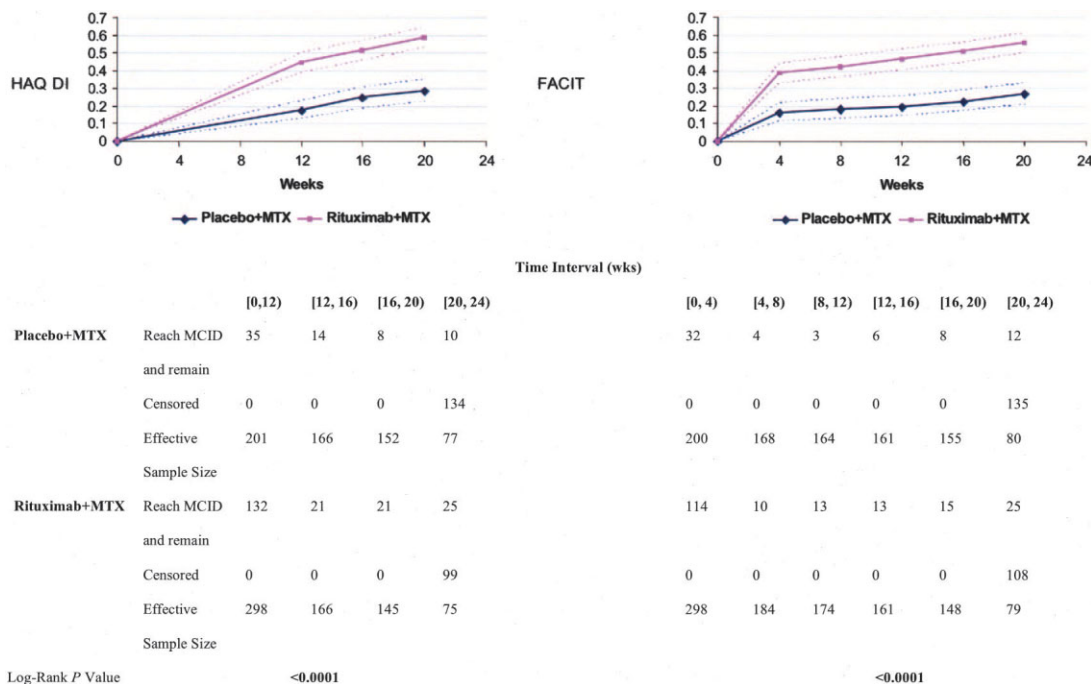 HAQ DI
0.7
0.6
0.5
0.4
0.3
0.2
0.1
0
0 4 8 12 16 20 24
Weeks
Placebo+MTX Rituximab+MTX
FACIT
0.7
0.6
0.5
0.4
0.3
0.2
0.1
0
0 4 8 12 16 20 24
Weeks
Placebo+MTX Rituximab+MTX
Time Interval (wks)
[0,12) [12, 16) [16, 20) [20, 24) [0, 4) [4, 8) [8, 12) [12, 16) [16, 20) [20, 24)
Placebo+MTX Reach MCID 35 14 8 10 32 4 3 6 8 12
and remain
Censored 0 0 0 134 0 0 0 0 0 135
Effective 201 166 152 77 200 168 164 161 155 80
Sample Size
Rituximab+MTX Reach MCID 132 21 21 25 114 10 13 13 15 25
and remain
Censored 0 0 0 99 0 0 0 0 0 108
Effective 298 166 145 75 298 184 174 161 148 79
Sample Size
Log-Rank P Value <0.0001 <0.0001